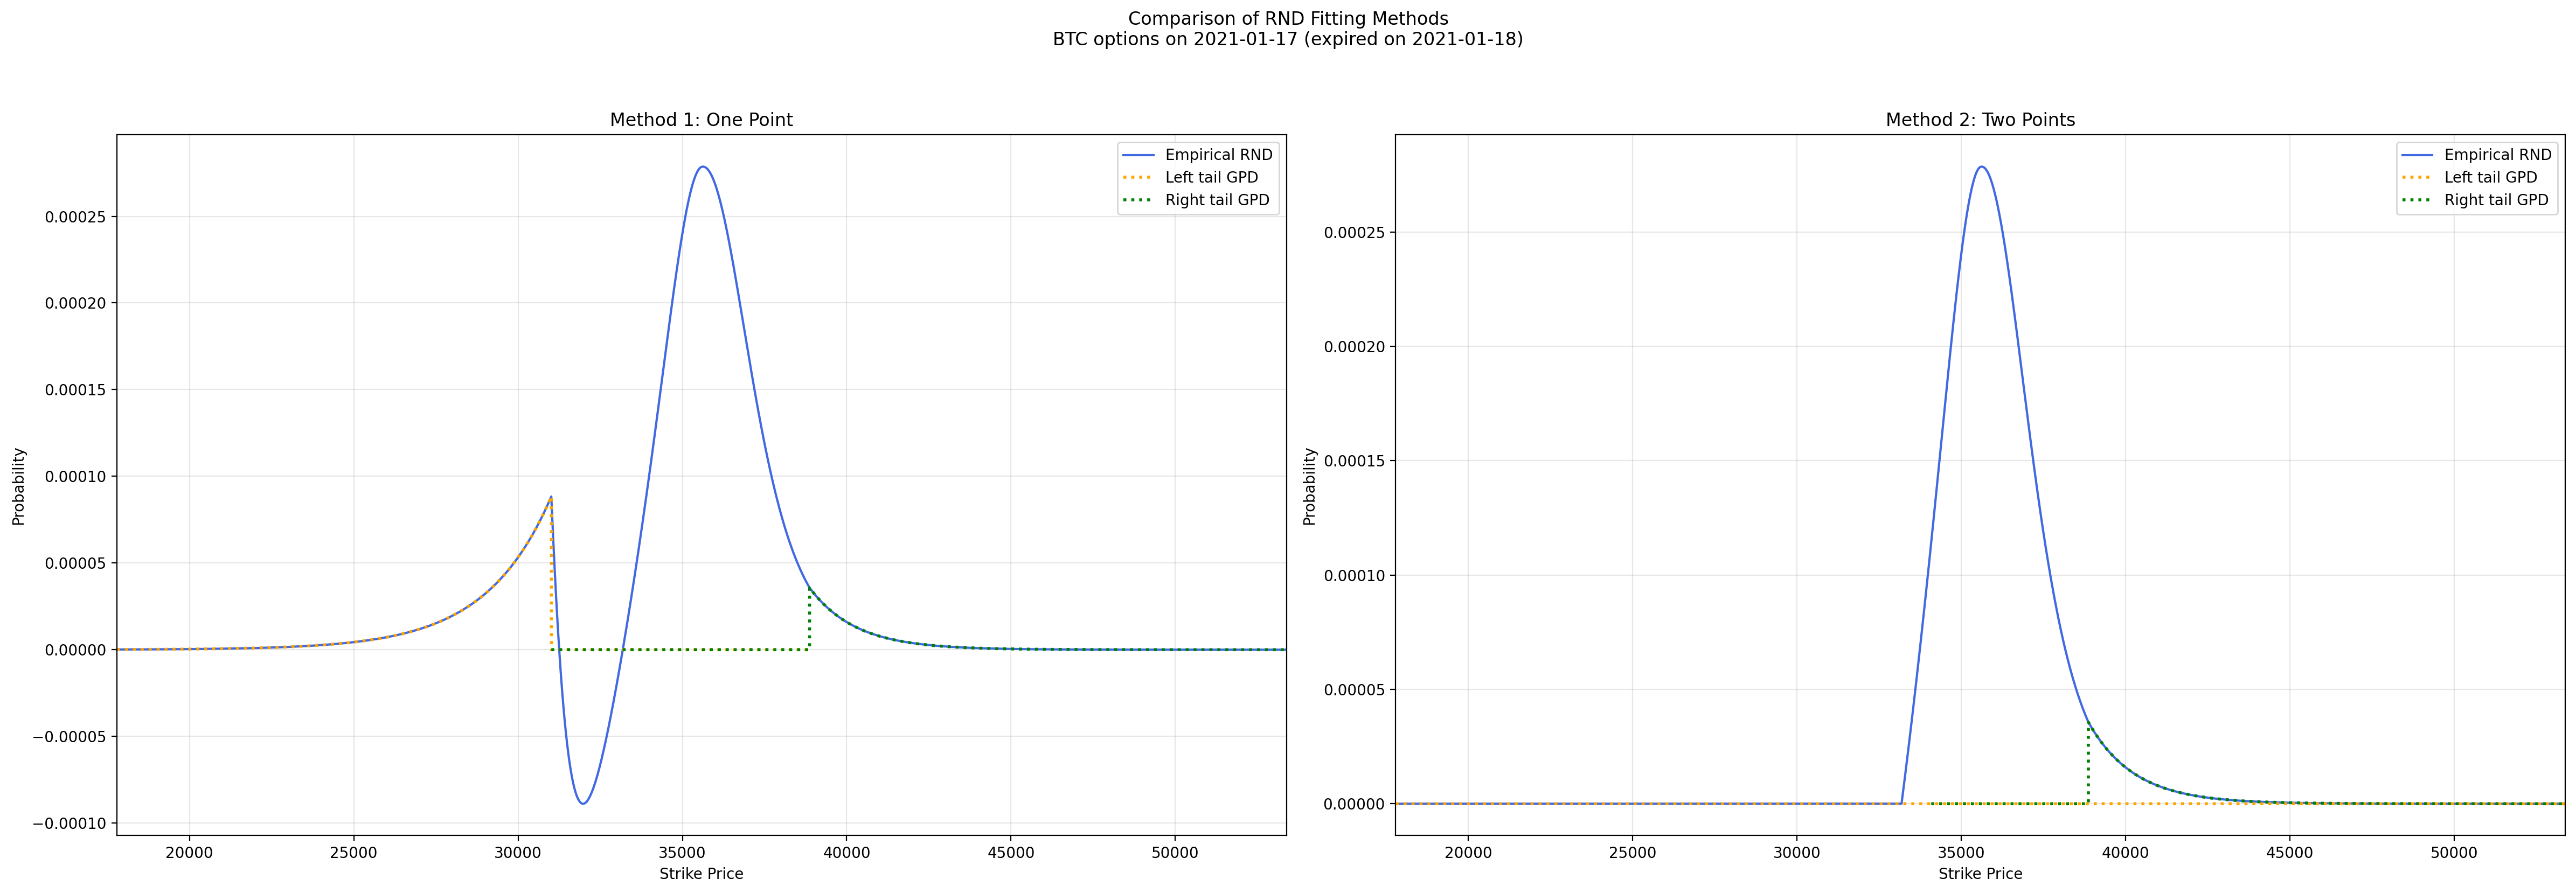 Comparison of RND Fitting Methods
BTC options on 2021-01-17 (expired on 2021-01-18)
Method 1: One Point
Empirical RND
Left tail GPD
Right tail GPD
Probability
0.00025
0.00020
0.00015
0.00010
0.00005
0.00000
−0.00005
−0.00010
20000 25000 30000 35000 40000 45000 50000
Strike Price
Method 2: Two Points
Empirical RND
Left tail GPD
Right tail GPD
Probability
0.00025
0.00020
0.00015
0.00010
0.00005
0.00000
20000 25000 30000 35000 40000 45000 50000
Strike Price